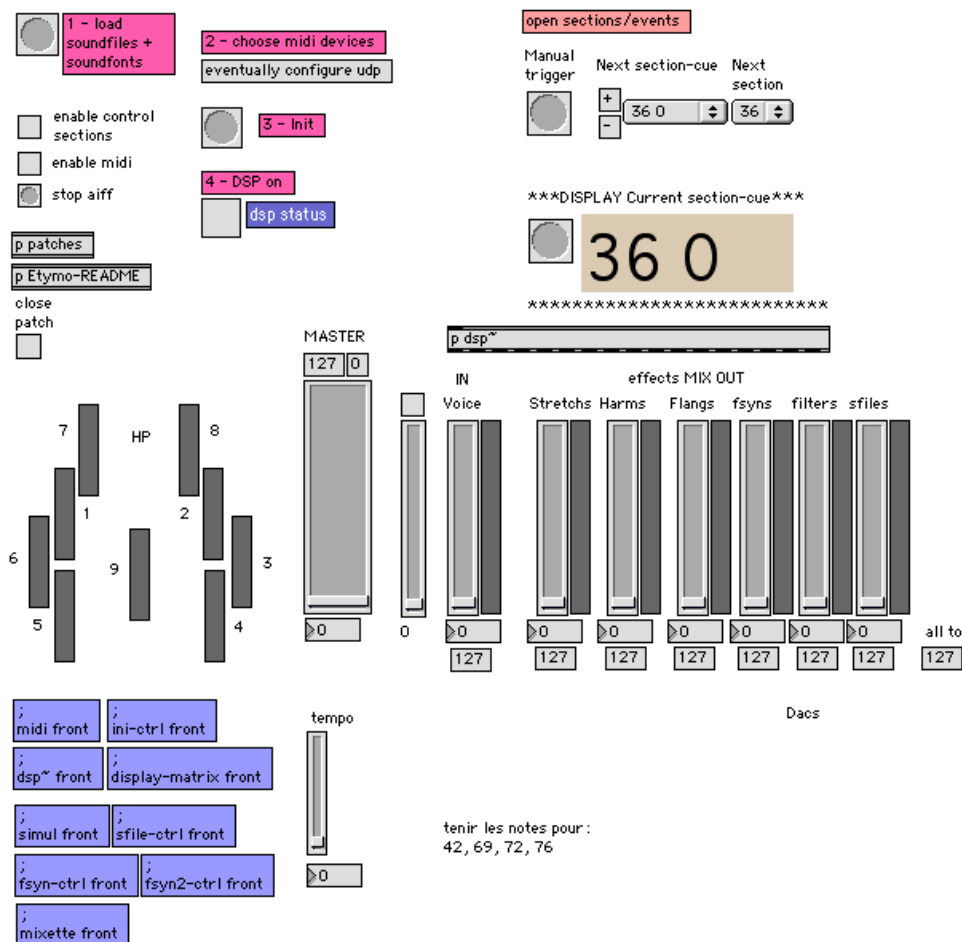 1 - load
soundfiles +
soundfonts
2 - choose midi devices
eventually configure udp
enable control
sections
3 - Init
enable midi
4 - DSP on
stop aiff
dsp status
p patches
p Etymo-README
close
patch
open sections/events
Manual
trigger
Next section-cue
Next
section
+
-
36 0
36
***DISPLAY Current section-cue***
36 0
**************************
p dsp~
MASTER
127 0
IN
effects MIX OUT
Voice
Stretchs Harms Flangs fsyns filters sfiles
7
HP
8
1
2
6
9
3
5
4
0
0
0
0 0 0 0 0 0
127
127 127 127 127 127 127
all to
127
Dacs
;
midi front
;
ini-ctrl front
;
dsp~ front
;
display-matrix front
;
simul front
;
sfile-ctrl front
;
fsyn-ctrl front
;
fsyn2-ctrl front
;
mixette front
tempo
0
tenir les notes pour :
42, 69, 72, 76